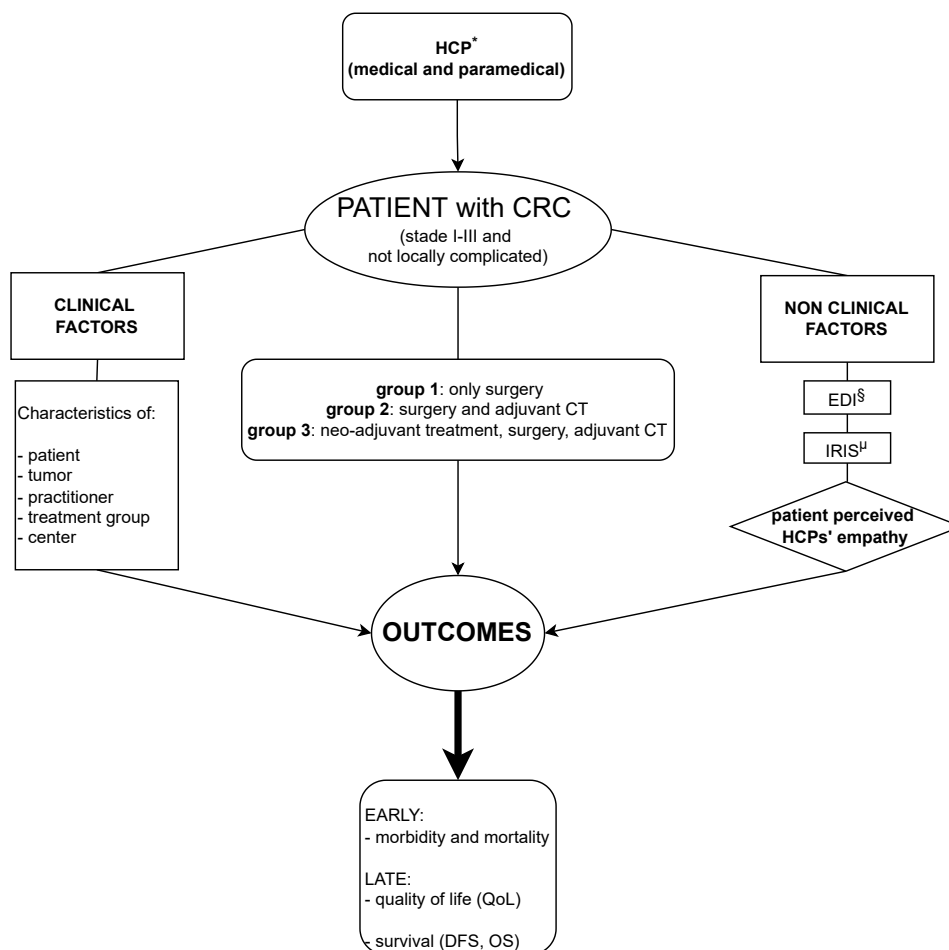 HCP*
(medical and paramedical)
PATIENT with CRC
(stade I-III and
not locally complicated)
CLINICAL
FACTORS
NON CLINICAL
FACTORS
group 1: only surgery
group 2: surgery and adjuvant CT
group 3: neo-adjuvant treatment, surgery, adjuvant CT
Characteristics of:
- patient
- tumor
- practitioner
- treatment group
- center
EDI§
IRISµ
patient perceived
HCPs' empathy
OUTCOMES
EARLY:
- morbidity and mortality
LATE:
- quality of life (QoL)
- survival (DFS, OS)